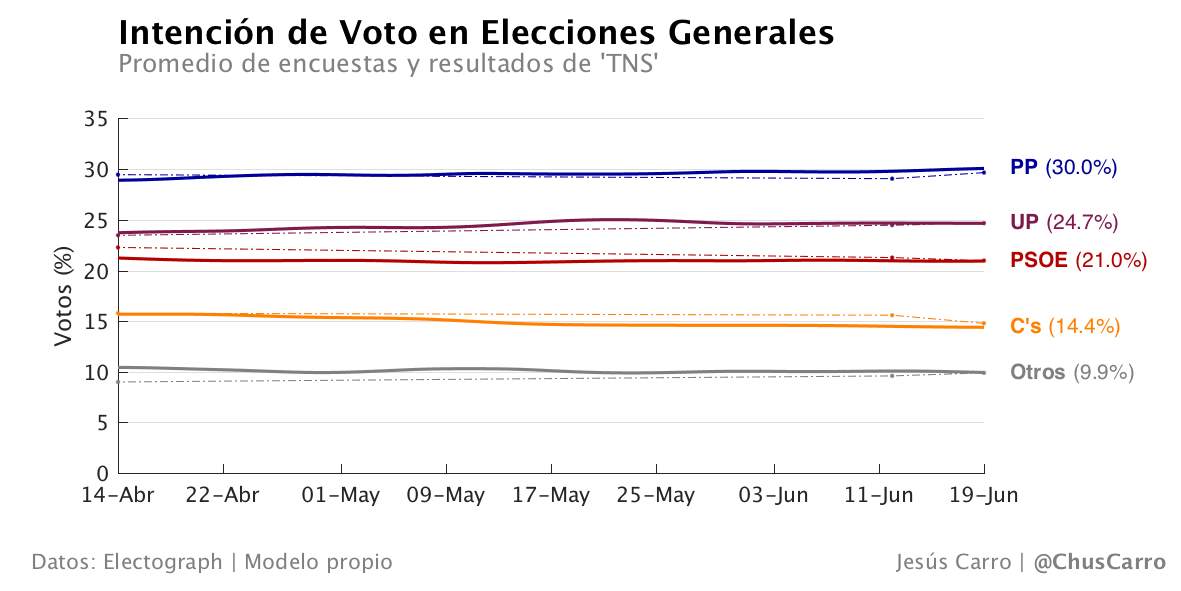 Intención de Voto en Elecciones Generales
Promedio de encuestas y resultados de 'TNS'
Votos (%)
35
30
25
20
15
10
5
0
14-Abr 22-Abr 01-May 09-May 17-May 25-May 03-Jun 11-Jun 19-Jun
PP (30.0%)
UP (24.7%)
PSOE (21.0%)
C's (14.4%)
Otros (9.9%)
Datos: Electograph | Modelo propio
Jesús Carro | @ChusCarro